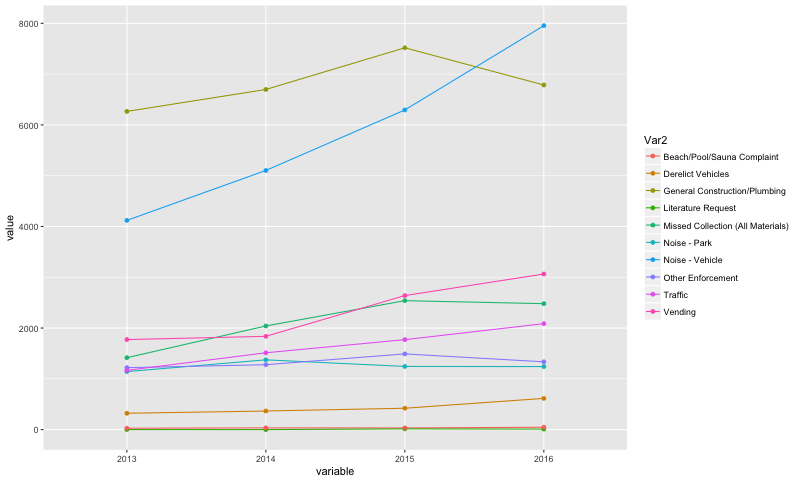 8000
6000
4000
2000
0
value
2013
2014
2015
2016
variable
Var2
Beach/Pool/Sauna Complaint
Derelict Vehicles
General Construction/Plumbing
Literature Request
Missed Collection (All Materials)
Noise - Park
Noise - Vehicle
Other Enforcement
Traffic
Vending